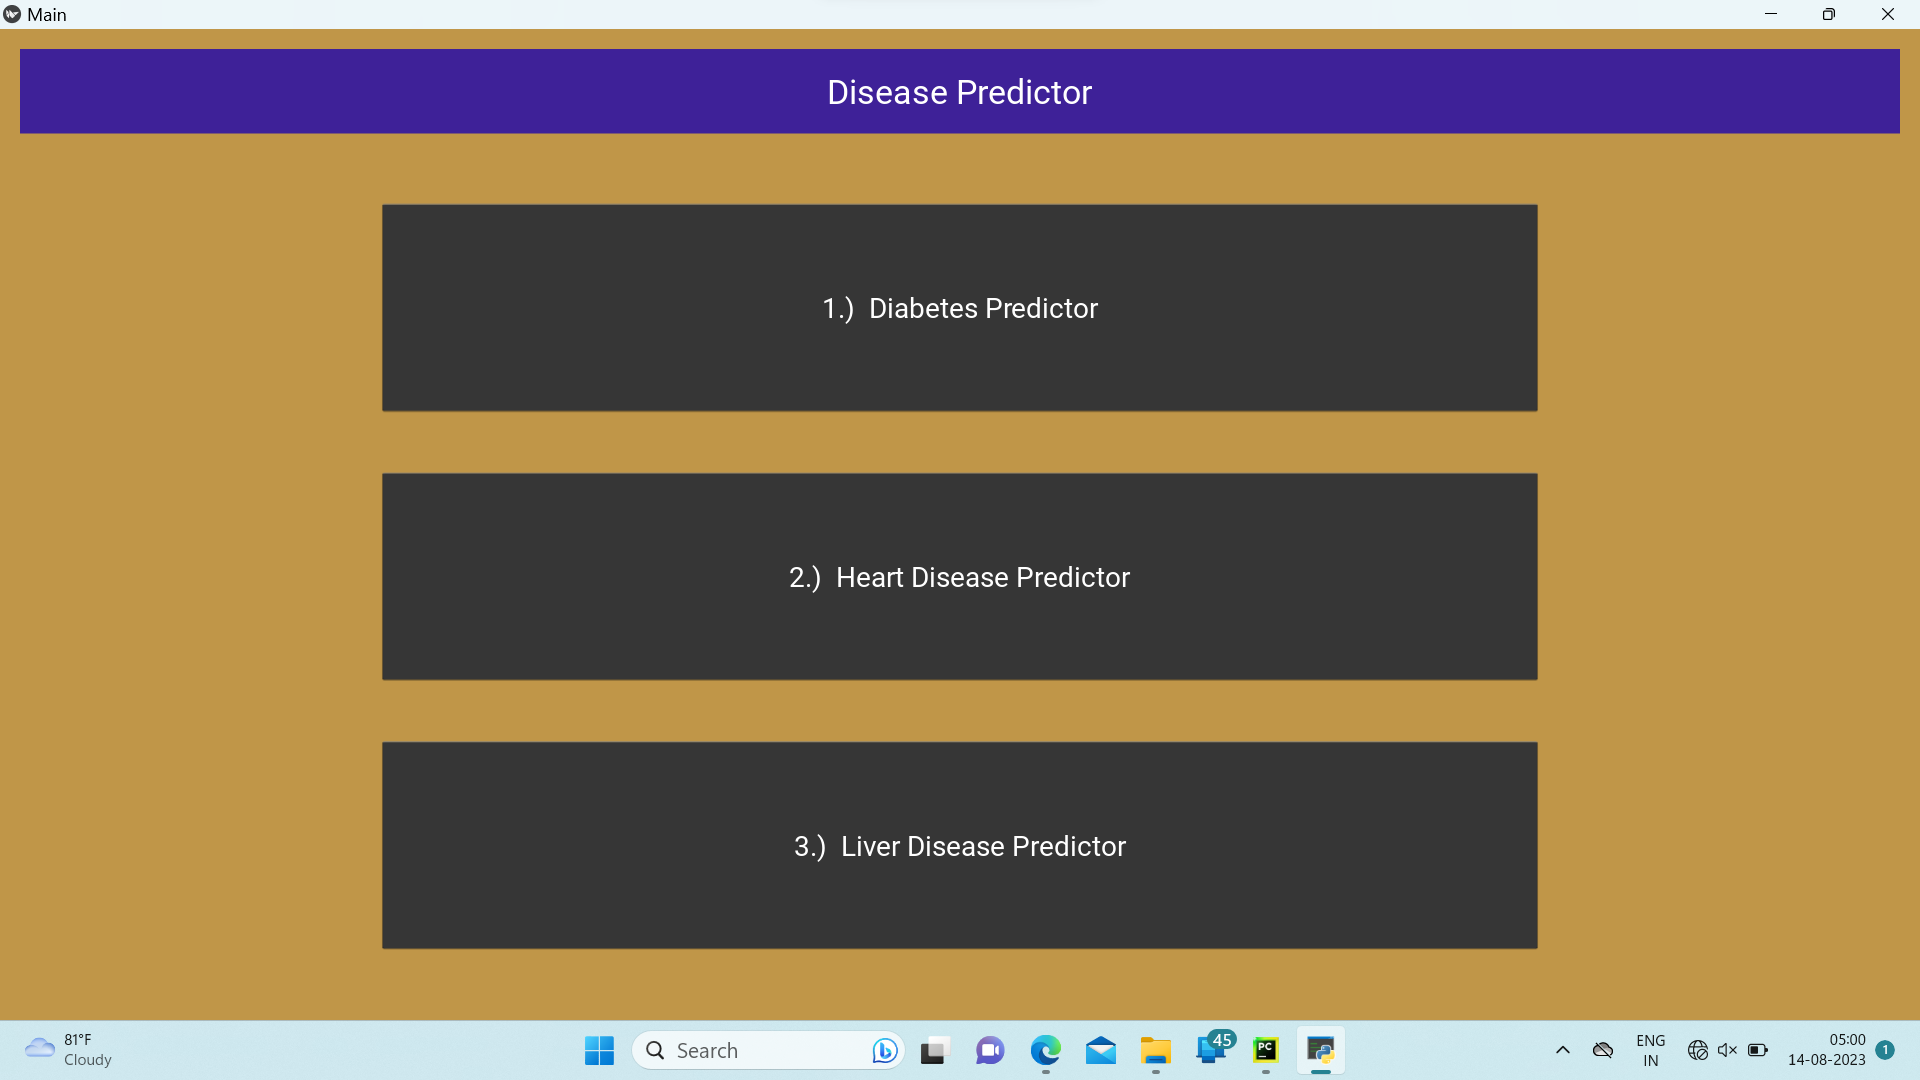 Main
Disease Predictor
1.)  Diabetes Predictor
2.)  Heart Disease Predictor
3.)  Liver Disease Predictor
81°F
Cloudy
Search
45
PC
ENG
IN
05:00
14-08-2023
1